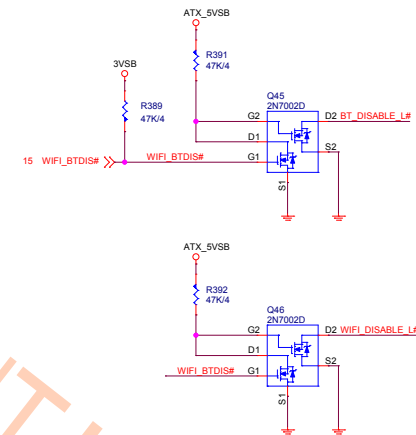 ATX_5VSB
R391
47K/4
3VSB
R389
47K/4
Q45
2N7002D
G2
D2 BT_DISABLE_L#
D1
S2
15 WIFI_BTDIS#
WIFI_BTDIS#
G1
S1
ATX_5VSB
R392
47K/4
Q46
2N7002D
G2
D2 WIFI_DISABLE_L#
D1
S2
WIFI_BTDIS#
G1
S1